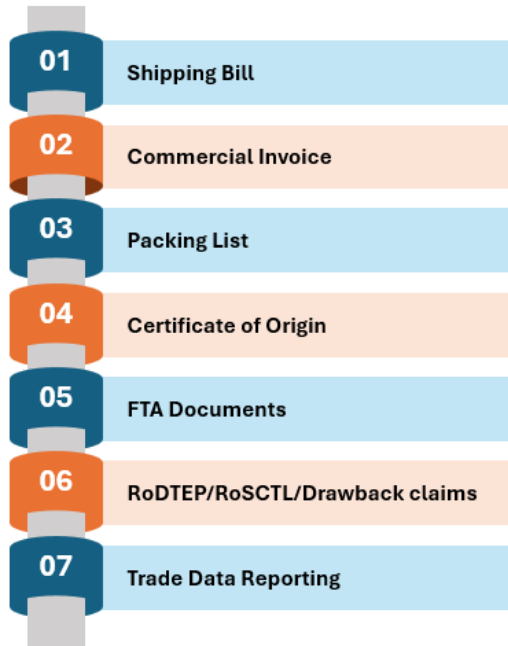 01
Shipping Bill
02
Commercial Invoice
03
Packing List
04
Certificate of Origin
05
FTA Documents
06
RoDTEP/RoSCTL/Drawback claims
07
Trade Data Reporting